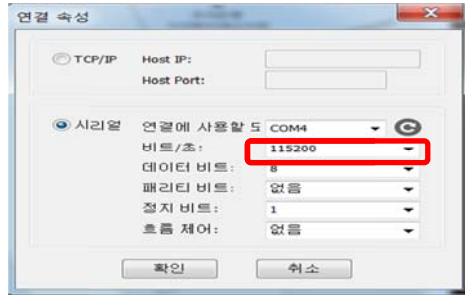 연결 속성
TCP/IP Host IP:
Host Port:
시리얼 연결에 사용할 도 COM4
비트/초: 115200
데이터 비트: 8
패리티 비트: 없음
정지 비트: 1
흐름 제어: 없음
확인 취소